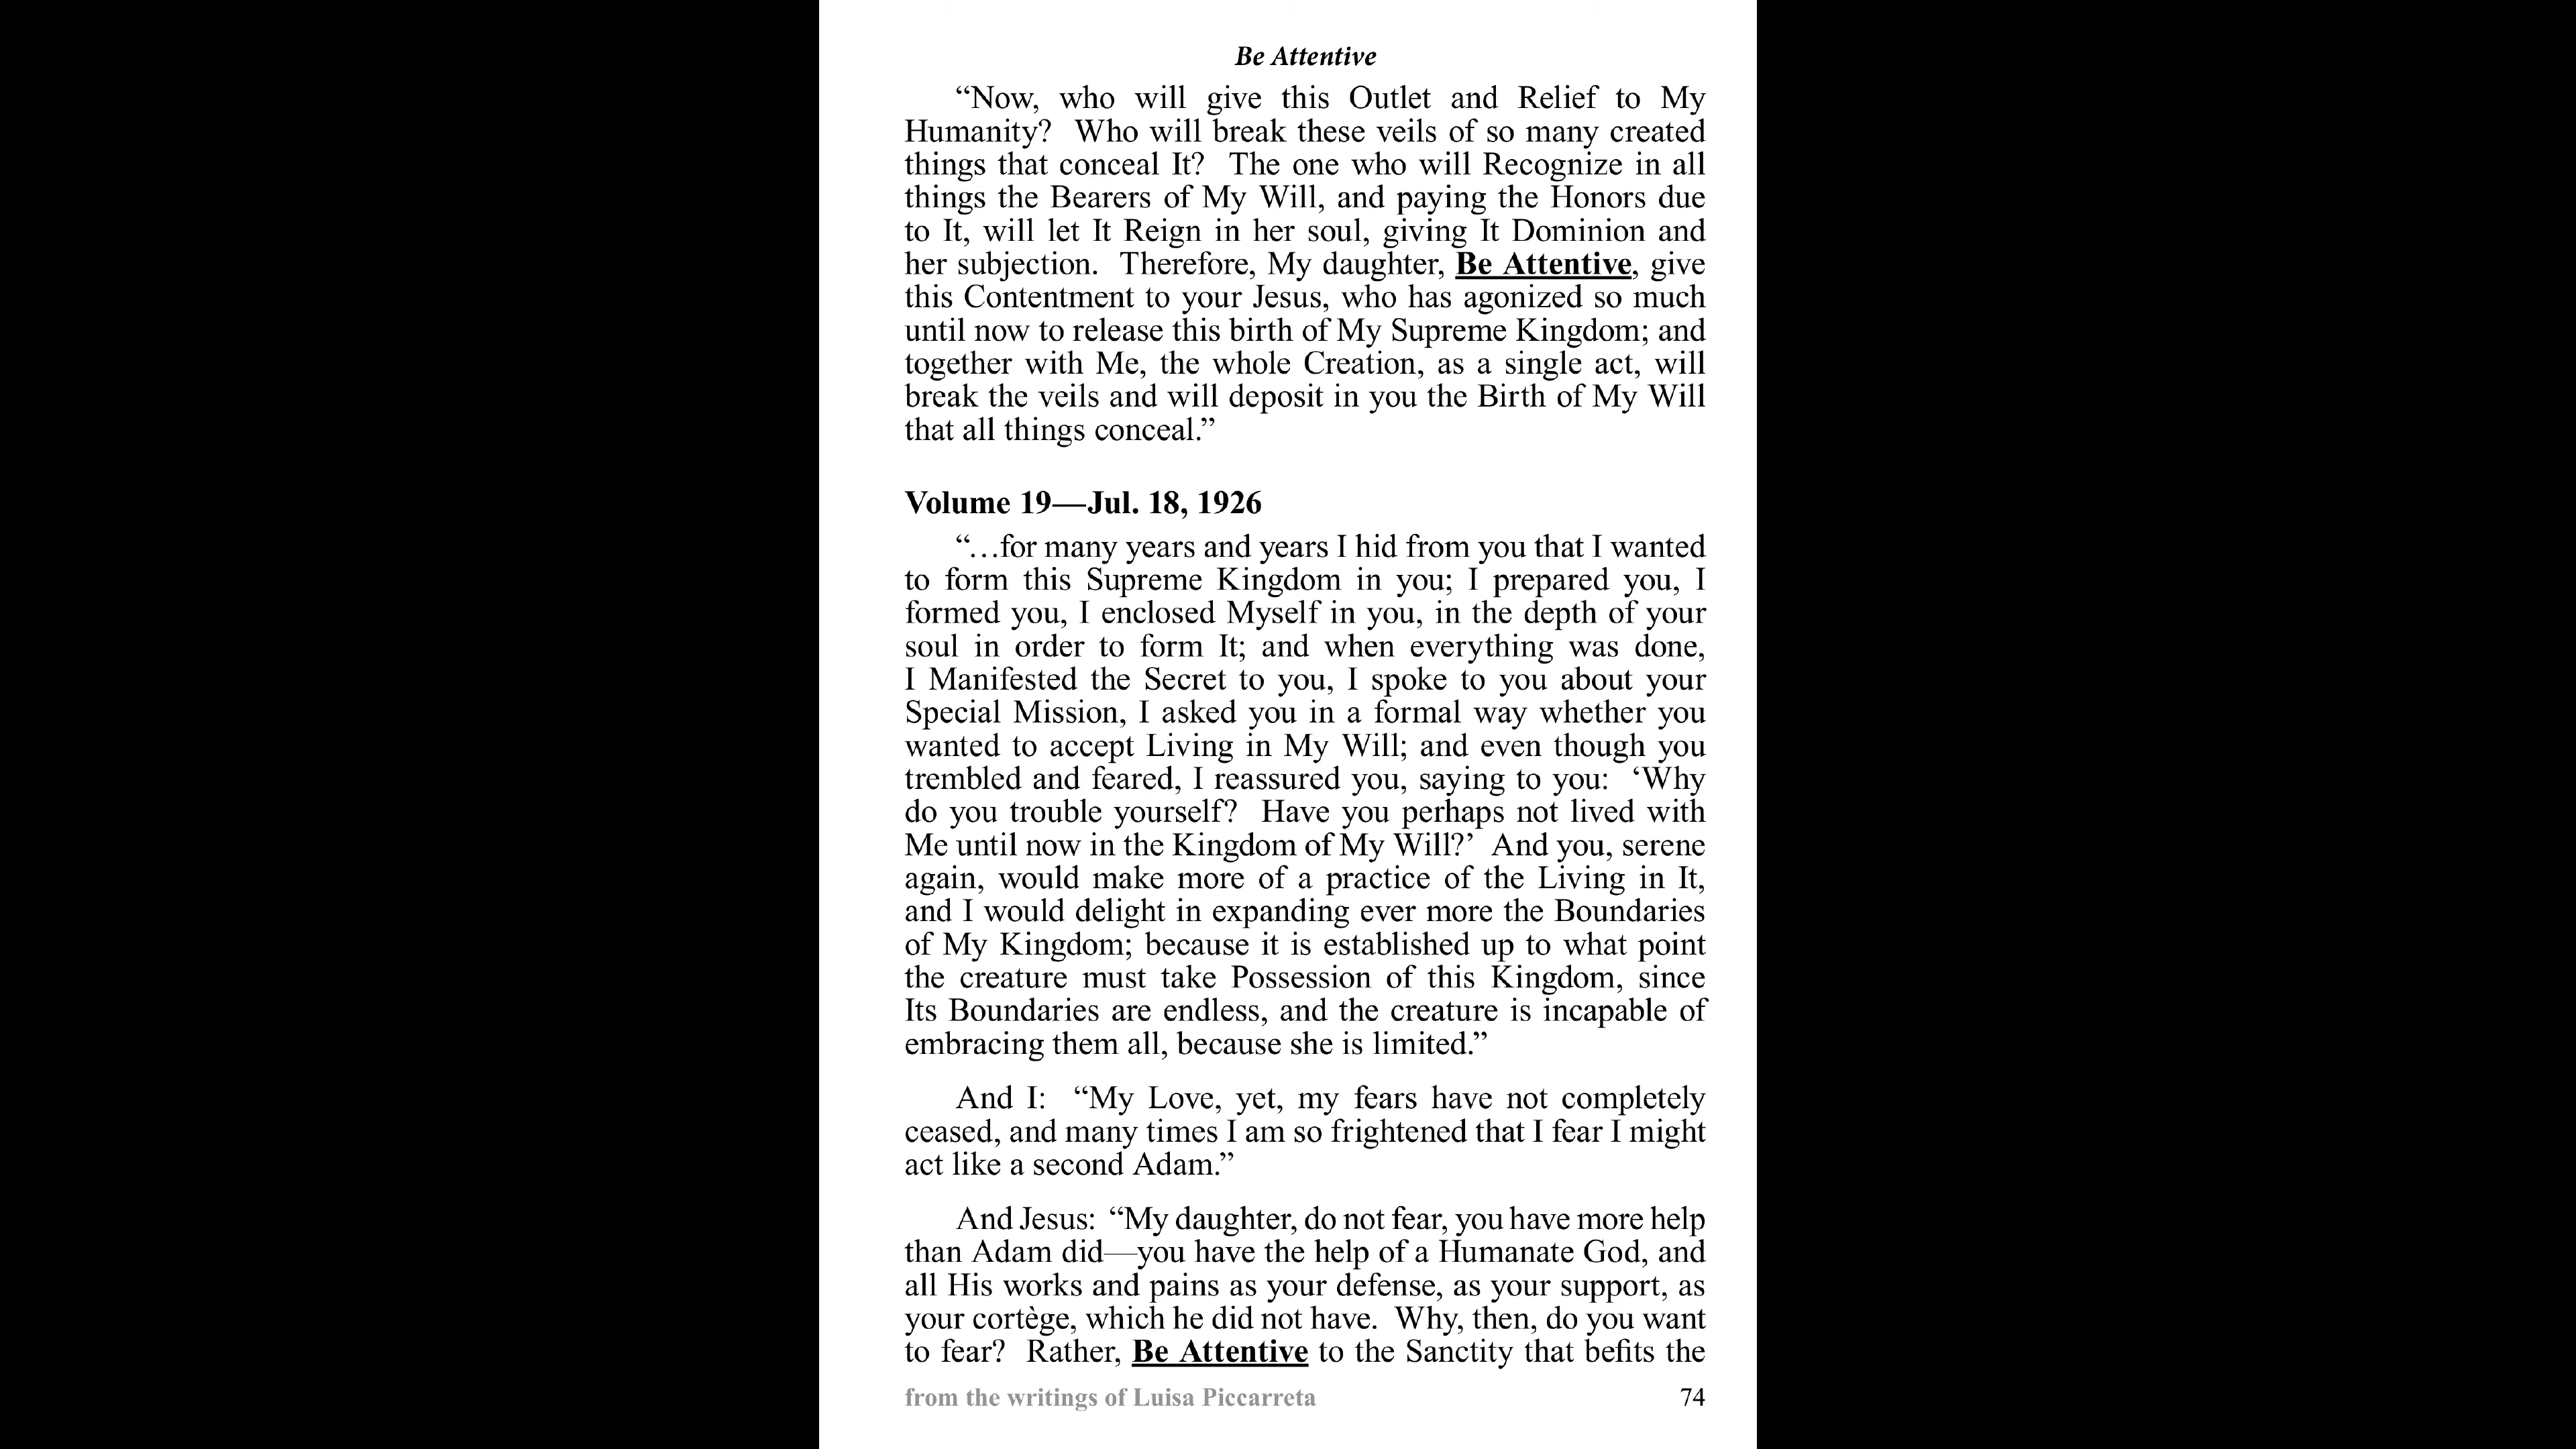 Be Attentive
“Now, who will give this Outlet and Relief to My
Humanity? Who will break these veils of so many created
things that conceal It? The one who will Recognize in all
things the Bearers of My Will, and paying the Honors due
to It, will let It Reign in her soul, giving It Dominion and
her subjection. Therefore, My daughter, Be Attentive, give
this Contentment to your Jesus, who has agonized so much
until now to release this birth of My Supreme Kingdom; and
together with Me, the whole Creation, as a single act, will
break the veils and will deposit in you the Birth of My Will
that all things conceal.”
Volume 19—Jul. 18, 1926
“…for many years and years I hid from you that I wanted
to form this Supreme Kingdom in you; I prepared you, I
formed you, I enclosed Myself in you, in the depth of your
soul in order to form It; and when everything was done,
I Manifested the Secret to you, I spoke to you about your
Special Mission, I asked you in a formal way whether you
wanted to accept Living in My Will; and even though you
trembled and feared, I reassured you, saying to you: ‘Why
do you trouble yourself? Have you perhaps not lived with
Me until now in the Kingdom of My Will?’ And you, serene
again, would make more of a practice of the Living in It,
and I would delight in expanding ever more the Boundaries
of My Kingdom; because it is established up to what point
the creature must take Possession of this Kingdom, since
Its Boundaries are endless, and the creature is incapable of
embracing them all, because she is limited.”
And I: “My Love, yet, my fears have not completely
ceased, and many times I am so frightened that I fear I might
act like a second Adam.”
And Jesus: “My daughter, do not fear, you have more help
than Adam did—you have the help of a Humanate God, and
all His works and pains as your defense, as your support, as
your cortège, which he did not have. Why, then, do you want
to fear? Rather, Be Attentive to the Sanctity that befits the
from the writings of Luisa Piccarreta 74